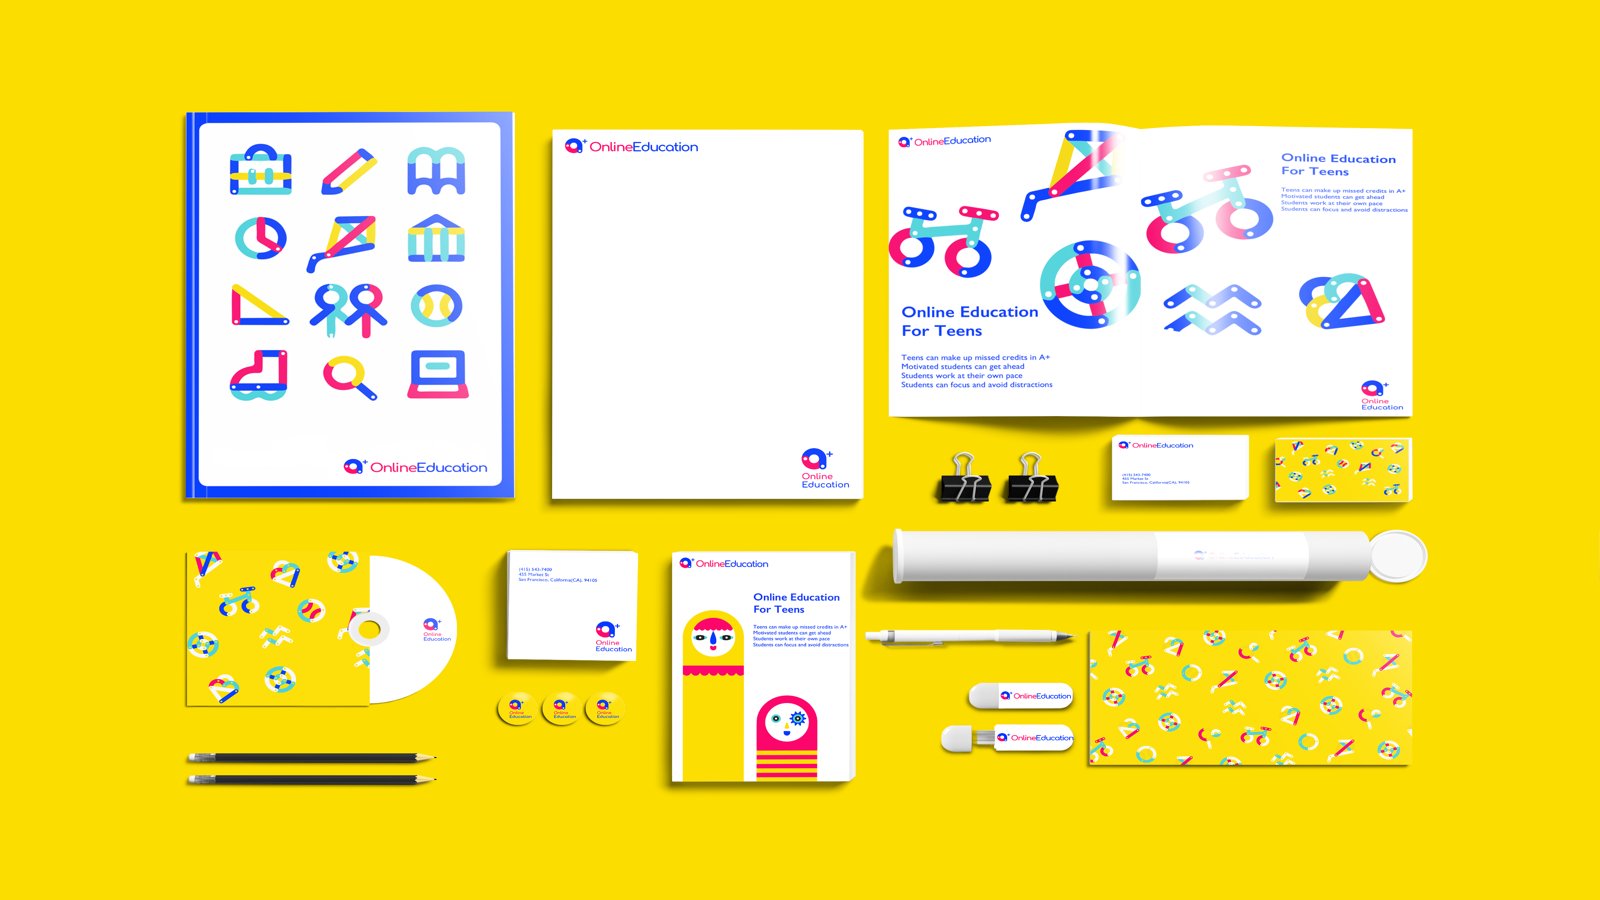 OnlineEducation
OnlineEducation
Online
Education
OnlineEducation
Online Education
For Teens
Teens can make up missed credits in A+
Motivated students can get ahead
Students work at their own pace
Students can focus and avoid distractions
Online Education
For Teens
Teens can make up missed credits in A+
Motivated students can get ahead
Students work at their own pace
Students can focus and avoid distractions
Online
Education
OnlineEducation
(415) 543-7400
455 Market St
San Francisco, California(CA), 94105
Online
Education
(415) 543-7400
455 Market St
San Francisco, California(CA), 94105
Online
Education
Online
Education
Online
Education
Online
Education
OnlineEducation
Online Education
For Teens
Teens can make up missed credits in A+
Motivated students can get ahead
Students work at their own pace
Students can focus and avoid distractions
OnlineEducation
OnlineEducation